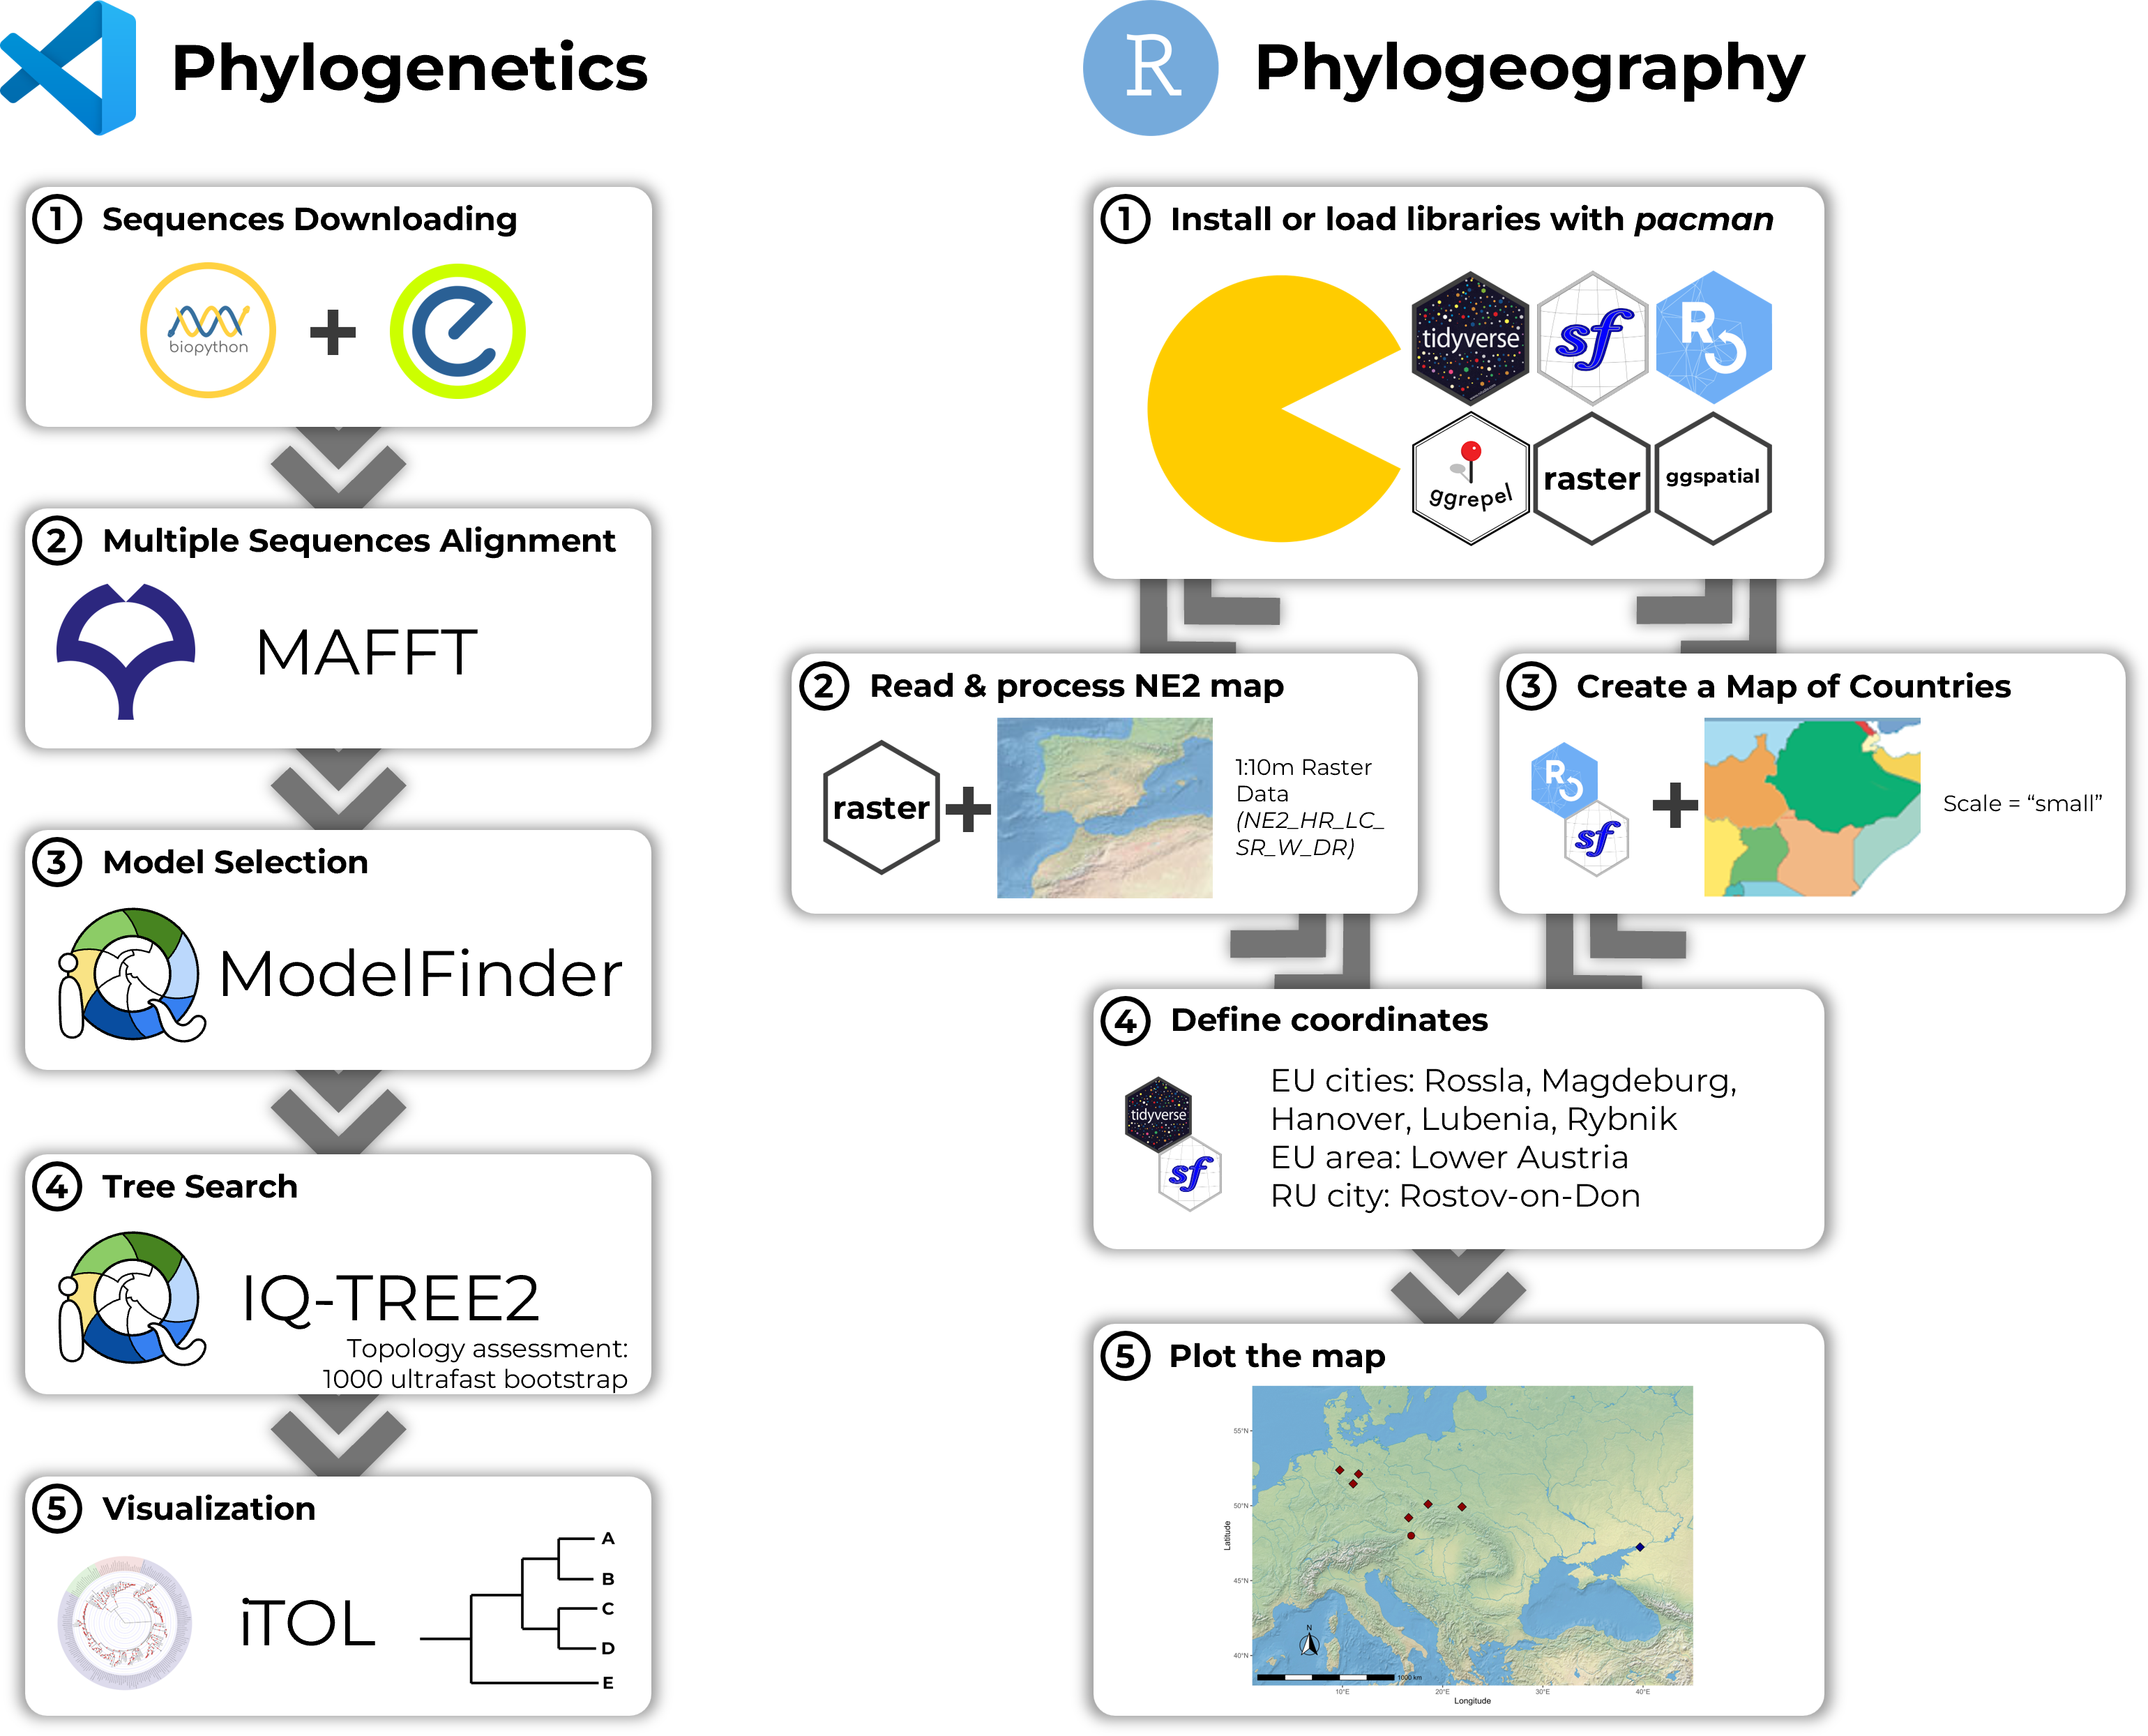 Phylogenetics
1 Sequences Downloading
biopython
+
2 Multiple Sequences Alignment
MAFFT
3 Model Selection
ModelFinder
4 Tree Search
IQ-TREE2
Topology assessment:
1000 ultrafast bootstrap
5 Visualization
iTOL
A
B
C
D
E
R Phylogeography
1 Install or load libraries with pacman
tidyverse
sf
R
ggrepel
raster
ggspatial
2 Read & process NE2 map
raster
+
1:10m Raster
Data
(NE2_HR_LC_
SR_W_DR)
3 Create a Map of Countries
R
sf
+
Scale = “small”
4 Define coordinates
tidyverse
sf
EU cities: Rossla, Magdeburg,
Hanover, Lubenia, Rybnik
EU area: Lower Austria
RU city: Rostov-on-Don
5 Plot the map
55°N
50°N
45°N
40°N
Latitude
N
1000 km
10°E
20°E
30°E
40°E
Longitude